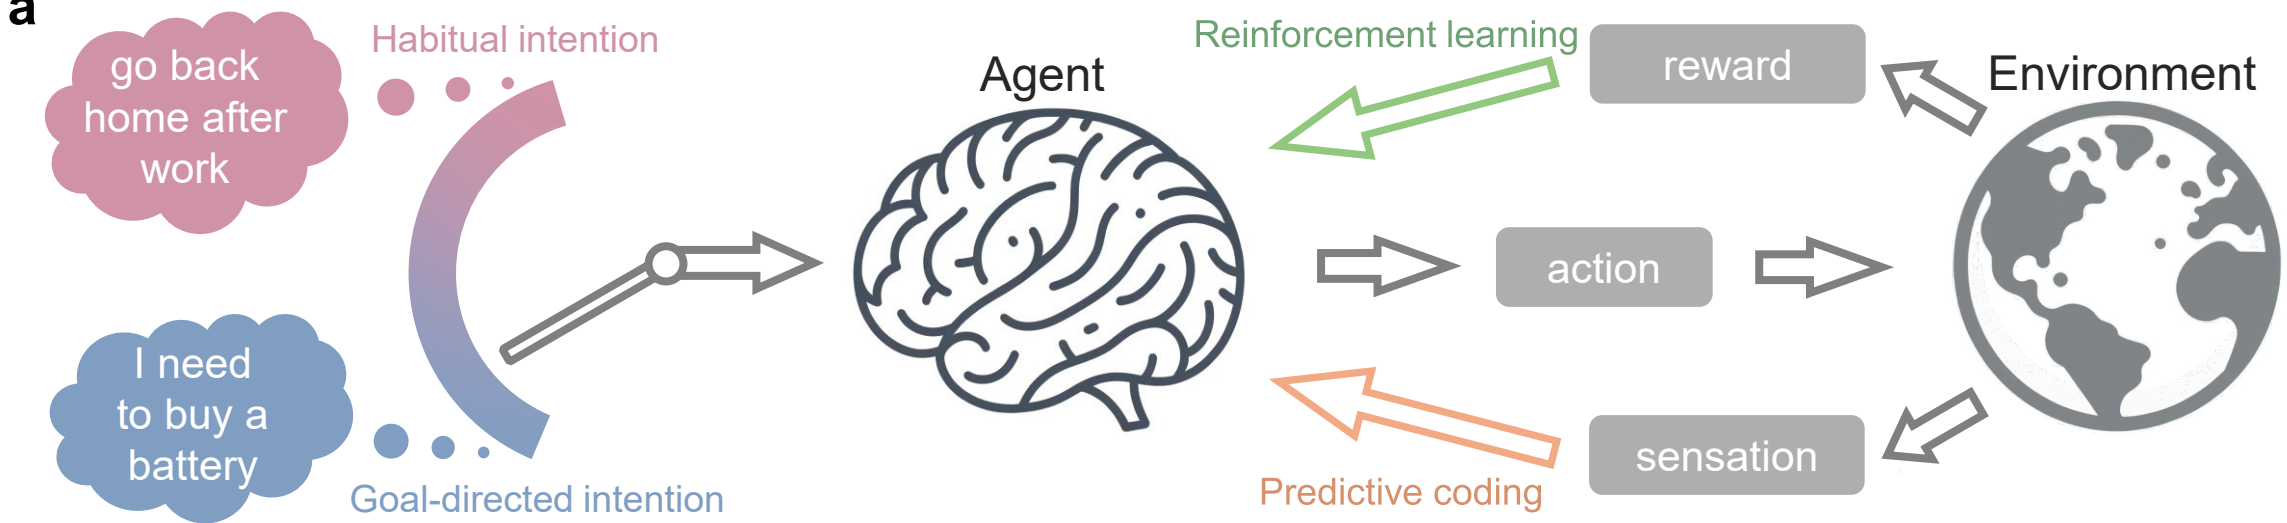 a
go back
home after
work
Habitual intention
I need
to buy a
battery
Goal-directed intention
Agent
Reinforcement learning
reward
action
Predictive coding
sensation
Environment